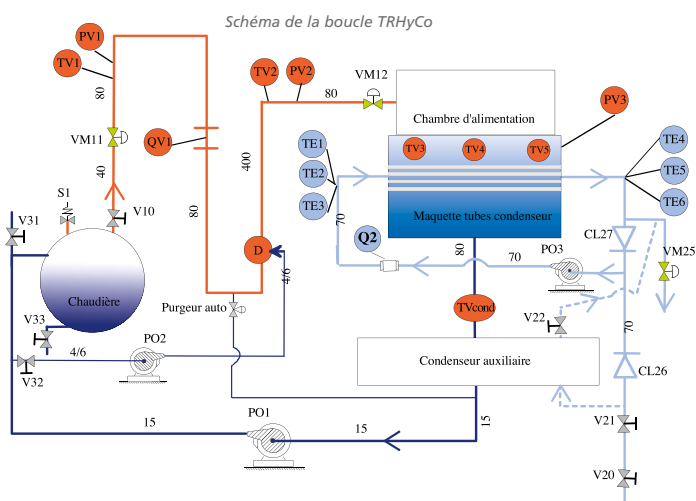 Schéma de la boucle TRHyCo
PV1
TV1
80
VM11
QV1
40
S1
V10
V31
Chaudière
V33
4/6
V32
PO2
15
PO1
15
15
80
400
TV2
PV2
80
VM12
D
4/6
Purgeur auto
Chambre d'alimentation
PV3
TV3
TV4
TV5
Maquette tubes condenseur
TE1
TE2
TE3
70
Q2
80
70
PO3
TVcond
Condenseur auxiliaire
TE4
TE5
TE6
CL27
VM25
V22
70
CL26
V21
V20